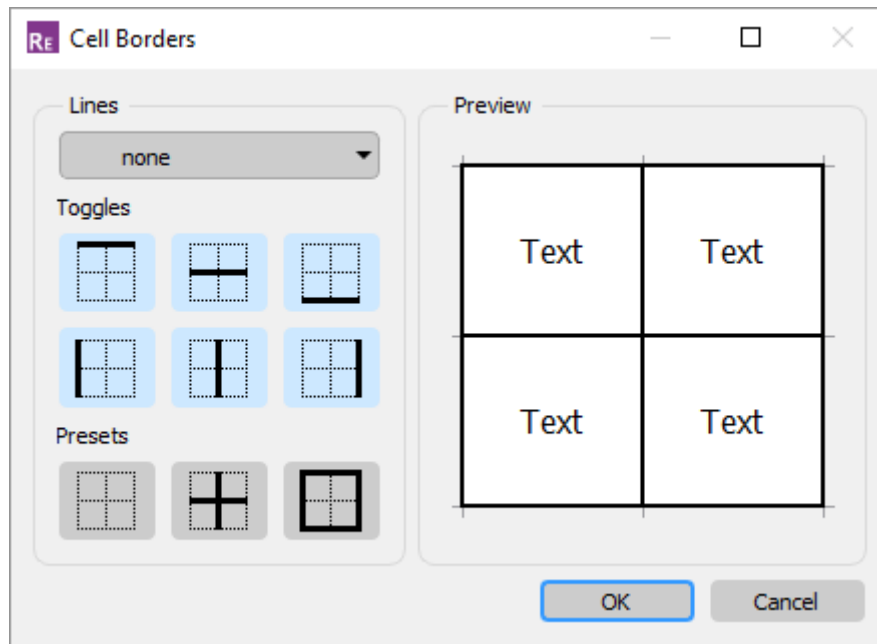 RE Cell Borders
Lines
none
Toggles
Presets
Preview
Text Text
Text Text
OK Cancel